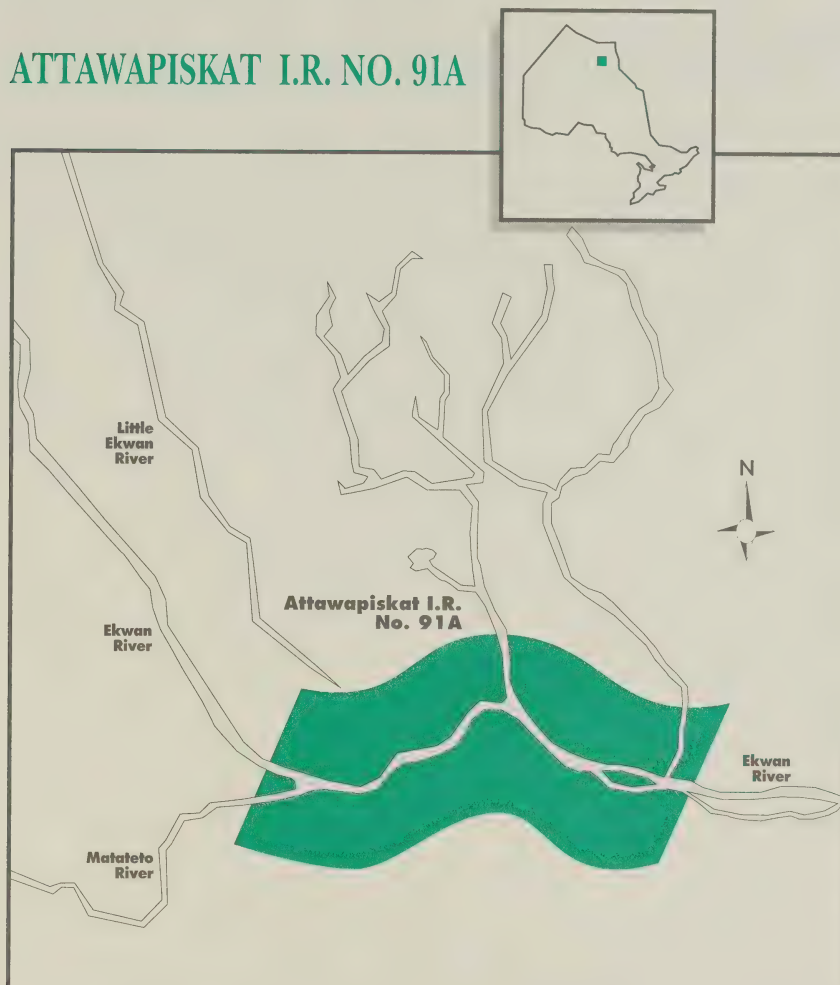 ATTAWAPISKAT I.R. NO. 91A
Little
Ekwan
River
N
Attawapiskat I.R.
No. 91A
Ekwan
River
Ekwan
River
Matateto
River